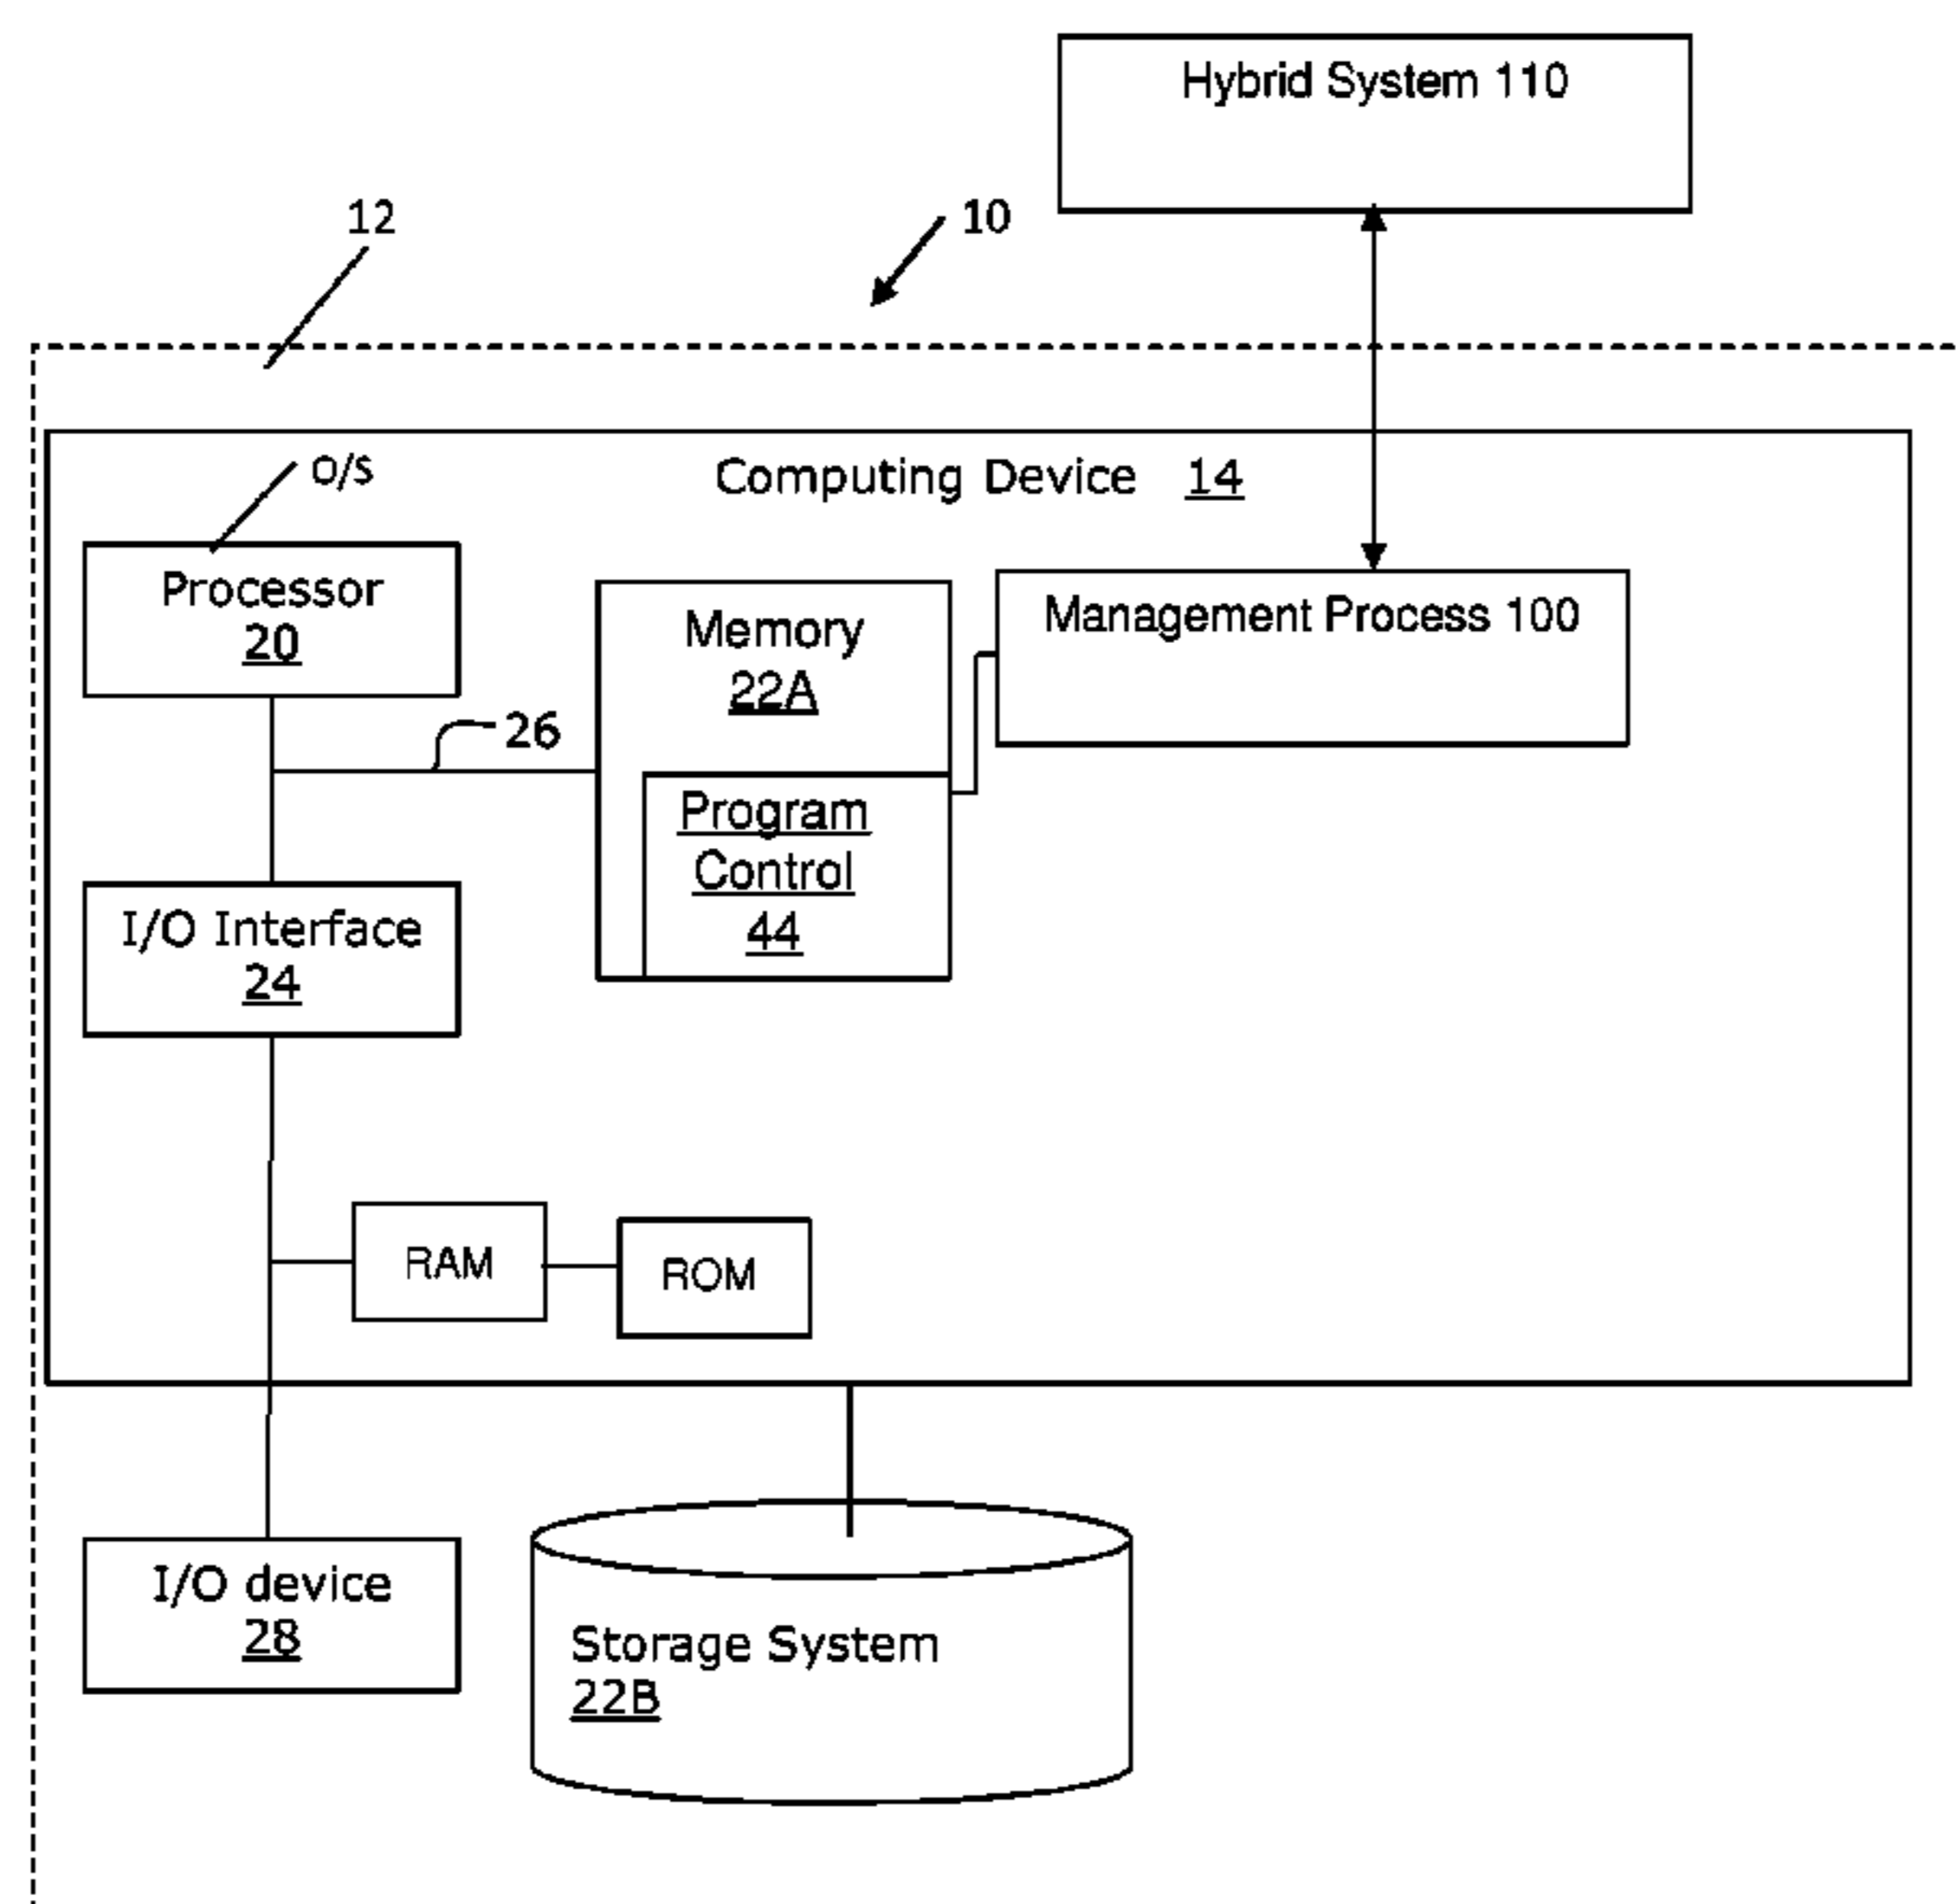 Hybrid System 110
12
10
O/S
Computing Device 14
Processor
20
Memory
22A
Management Process 100
26
Program
Control
44
I/O Interface
24
RAM
ROM
I/O device
28
Storage System
22B